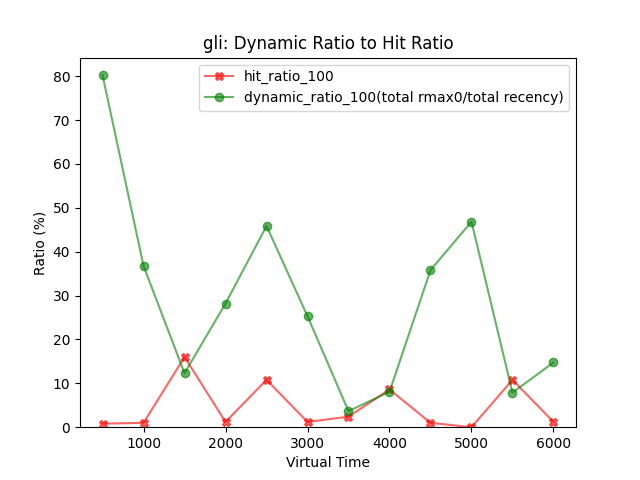 gli: Dynamic Ratio to Hit Ratio
hit_ratio_100
dynamic_ratio_100(total rmax0/total recency)
Ratio (%)
80
70
60
50
40
30
20
10
0
1000 2000 3000 4000 5000 6000
Virtual Time